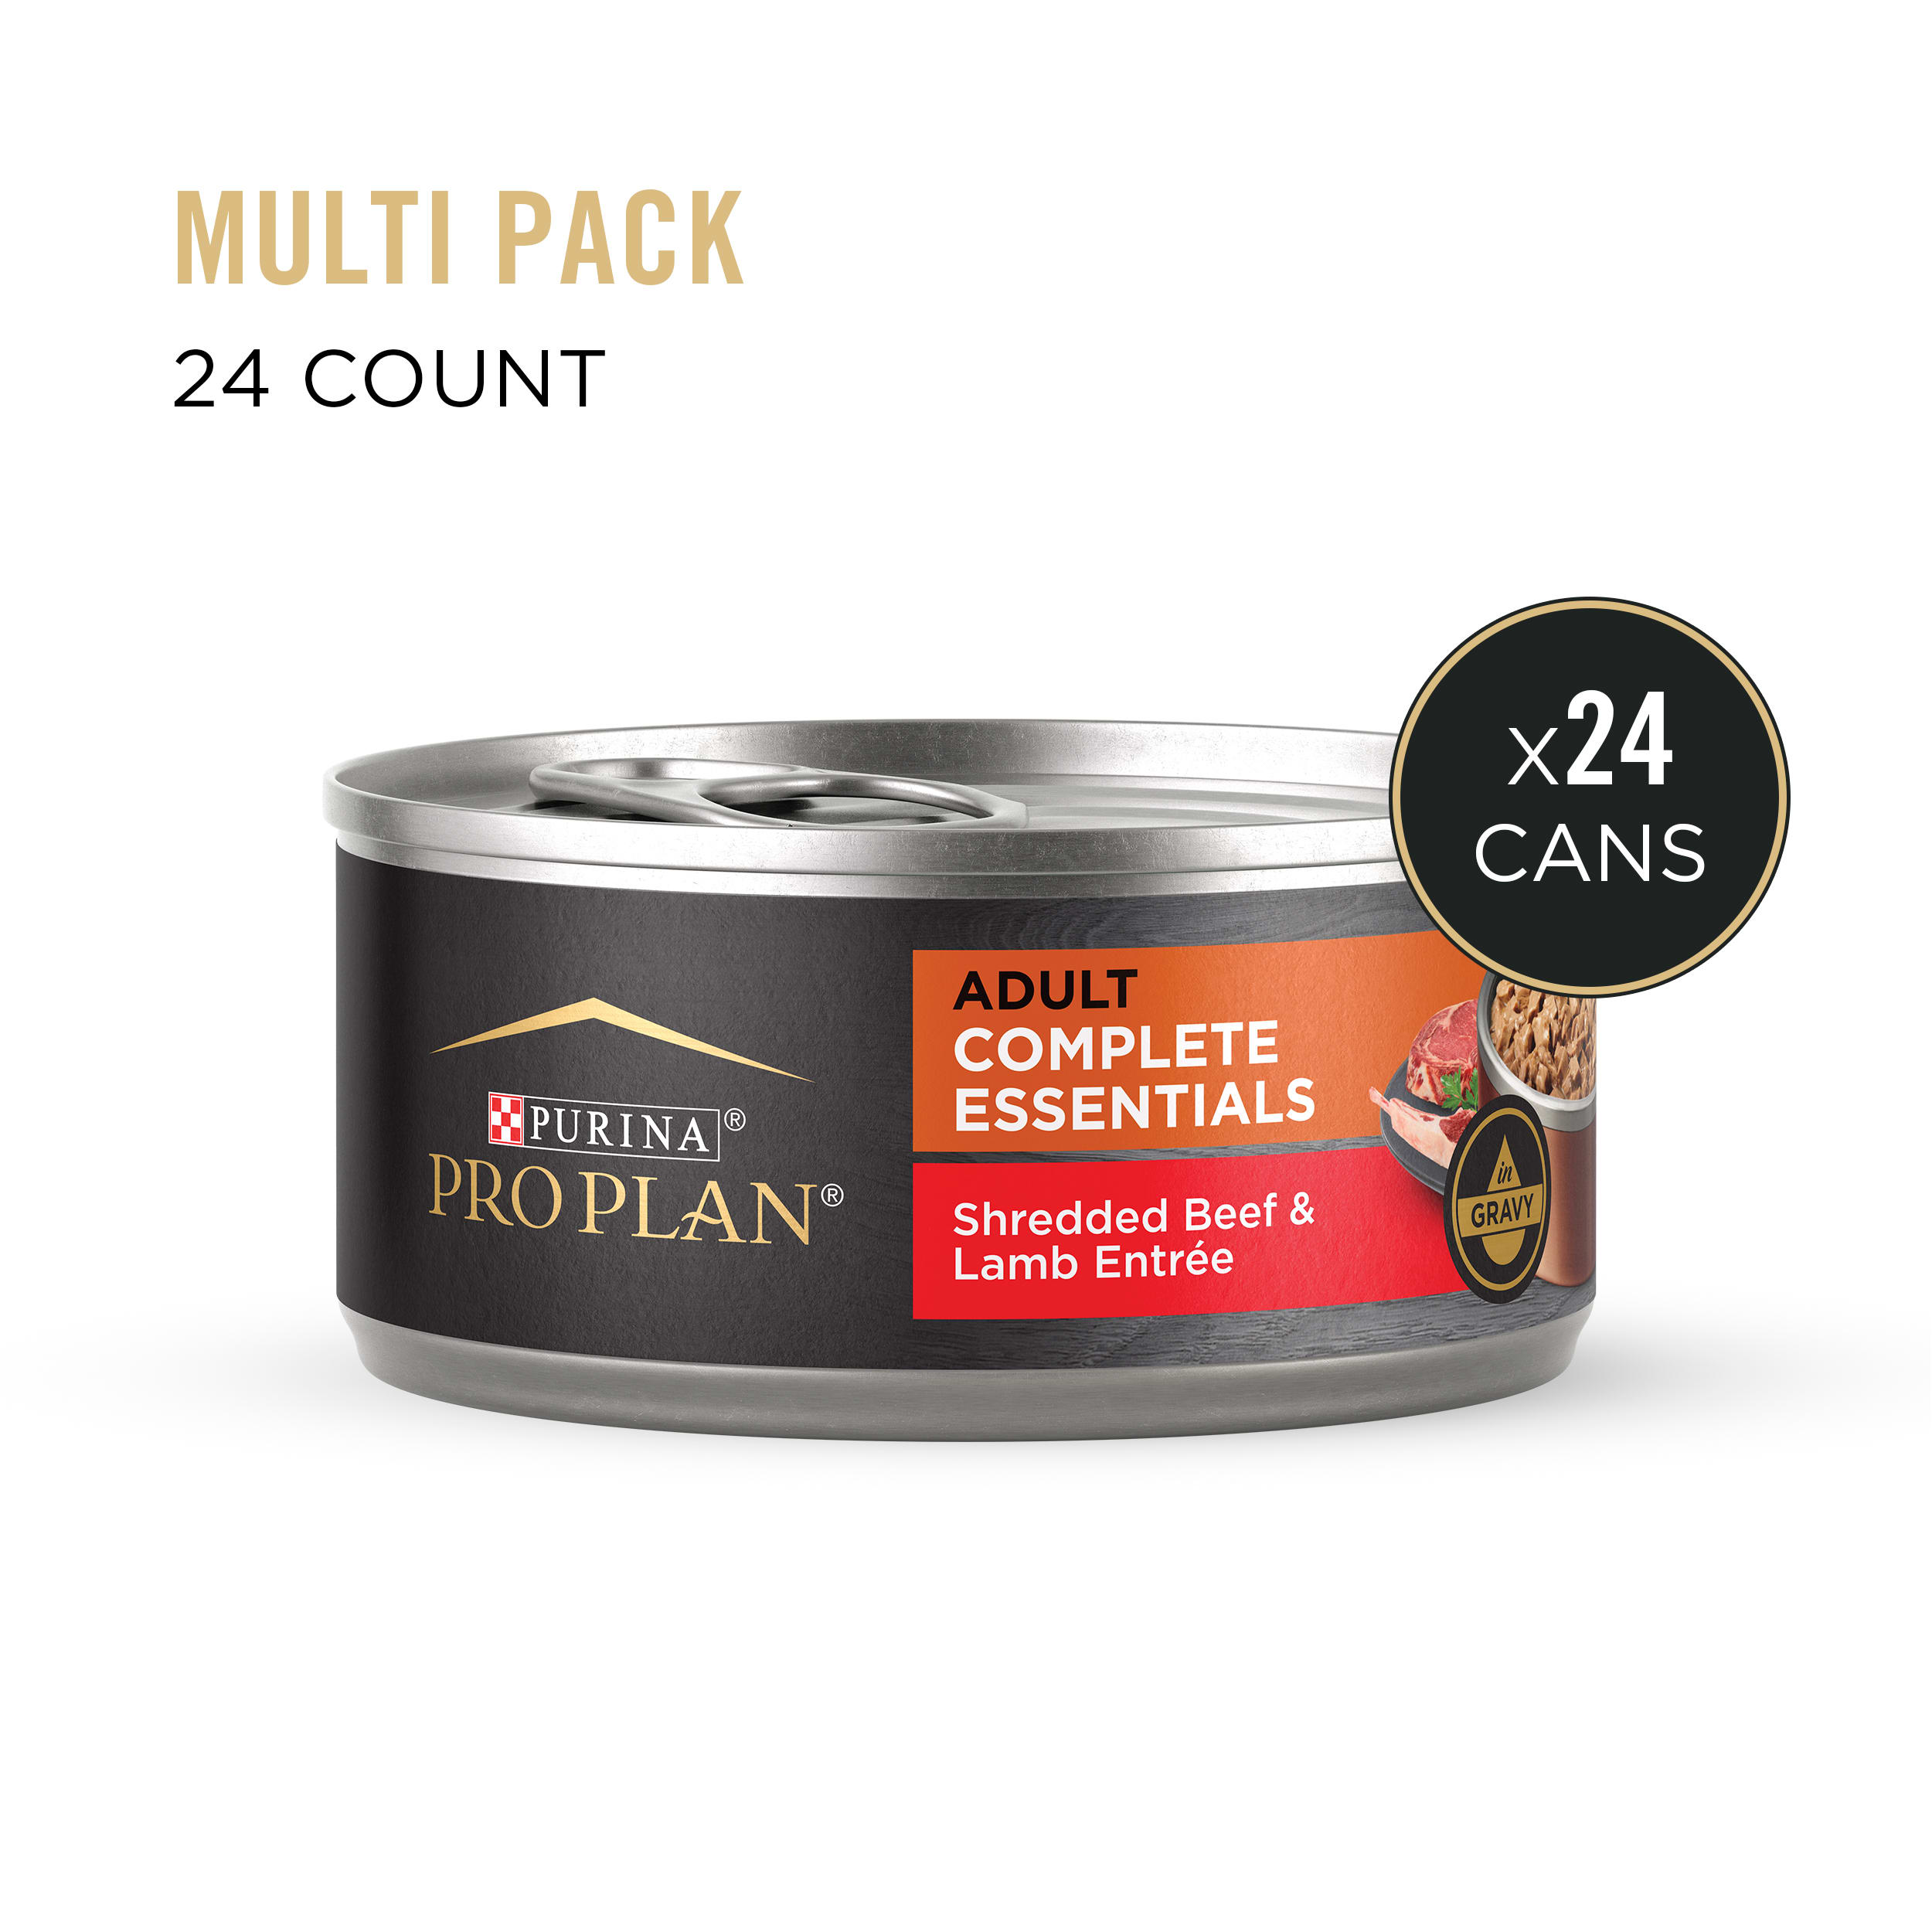 MULTI PACK
24 COUNT
x24
CANS
ADULT
COMPLETE
ESSENTIALS
PURINA®
PRO PLAN®
Shredded Beef &
Lamb Entrée
in
GRAVY